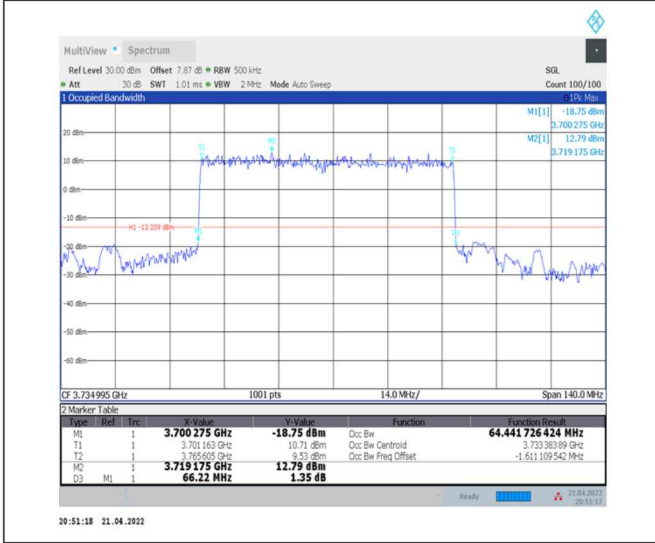 MultiView Spectrum
Ref Level 30.00 dBm Offset 7.87 dB RBW 500 kHz SGL
Att 30 dB SWT 1.01 ms VBW 2 MHz Mode Auto Sweep Count 100/100
1 Occupied Bandwidth 1Pk Max
M1[1] -18.75 dBm
3.700 275 GHz
M2[1] 12.79 dBm
3.719 175 GHz
20 dBm
10 dBm
0 dBm
-10 dBm
H1 -13.209 dBm
-20 dBm
-30 dBm
-40 dBm
-50 dBm
-60 dBm
M1
CF 3.734 995 GHz 1001 pts 14.0 MHz/ Span 140.0 MHz
2 Marker Table
Type Ref Trc X-Value Y-Value Function Function Result
M1 1 3.700 275 GHz -18.75 dBm Occ Bw 64.441 726 424 MHz
T1 1 3.701 163 GHz 10.71 dBm Occ Bw Centroid 3.733 383 89 GHz
T2 1 3.765 605 GHz 9.53 dBm Occ Bw Freq Offset -1.611 109 542 MHz
M2 1 3.719 175 GHz 12.79 dBm
D3 M1 1 66.22 MHz 1.35 dB
Ready 21.04.2022
20:51:17
20:51:18 21.04.2022